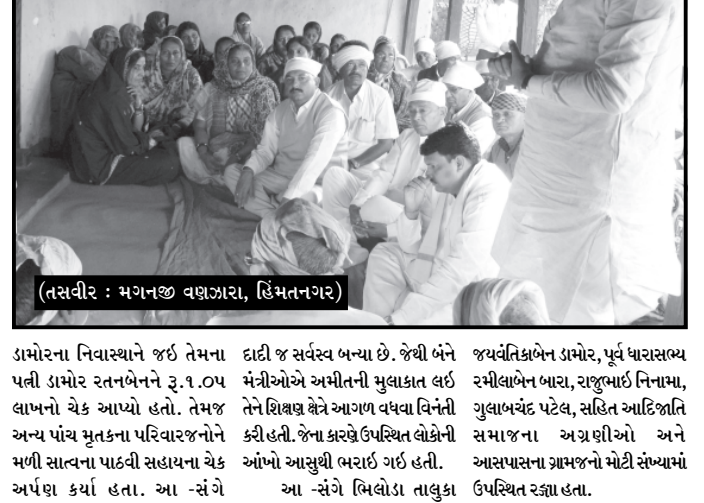 (તસવીર : મગનજી વણઝારા, હિંમતનગર)
ડામોરના નિવાસ્થાને જઇ તેમના
પત્ની ડામોર રતનબેનને રૂ.૧.૦૫
લાખનો ચેક આપ્યો હતો. તેમજ
અન્ય પાંચ મૃતકના પરિવારજનોને
મળી સાત્વના પાઠવી સહાયના ચેક
અર્પણ કર્યા હતા. આ -સંગે
દાદી જ સર્વસ્વ બન્યા છે. જેથી બંને
મંત્રીઓએ અમીતની મુલાકાત લઇ
તેને શિક્ષણ ક્ષેત્રે આગળ વધવા વિનંતી
કરી હતી. જેના કારણે ઉપસ્થિત લોકોની
આંખો આસુથી ભરાઇ ગઇ હતી.
આ -સંગે ભિલોડા તાલુકા
જયવંતિકાબેન ડામોર, પૂર્વ ધારાસભ્ય
રમીલાબેન બારા, રાજુભાઇ નિનામા,
ગુલાબચંદ પટેલ, સહિત આદિજાતિ
સમાજના અગ્રણીઓ અને
આસપાસના ગ્રામજનો મોટી સંખ્યામાં
ઉપસ્થિત રહ્યા હતા.